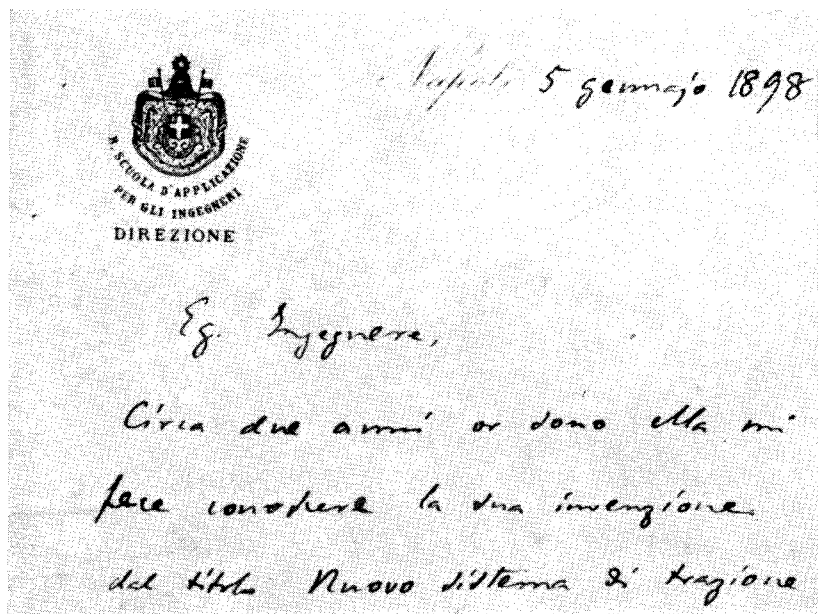 Napoli 5 gennajo 1898
R. SCUOLA D'APPLICAZIONE
PER GLI INGEGNERI
DIREZIONE
Eg. Ingegnere,
Circa due anni or sono ella mi
fece conoscere la sua invenzione
dal titolo Nuovo sistema di trazione